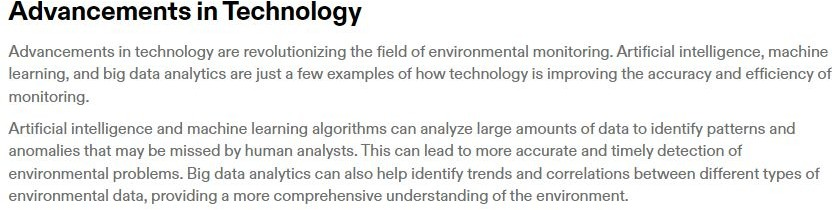 Advancements in Technology
Advancements in technology are revolutionizing the field of environmental monitoring. Artificial intelligence, machine
learning, and big data analytics are just a few examples of how technology is improving the accuracy and efficiency of
monitoring.
Artificial intelligence and machine learning algorithms can analyze large amounts of data to identify patterns and
anomalies that may be missed by human analysts. This can lead to more accurate and timely detection of
environmental problems. Big data analytics can also help identify trends and correlations between different types of
environmental data, providing a more comprehensive understanding of the environment.